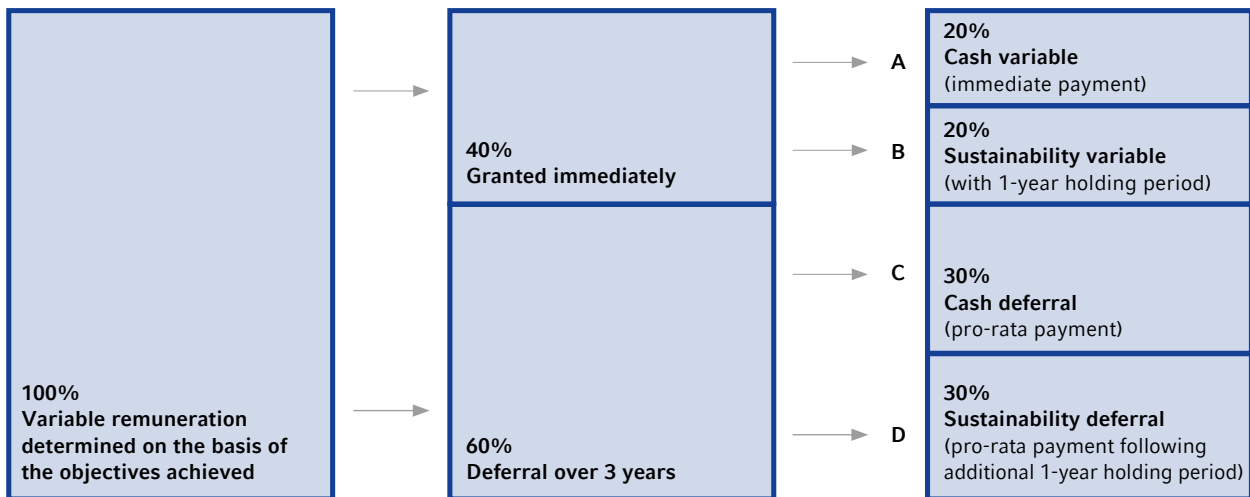 100%
Variable remuneration
determined on the basis of
the objectives achieved
40%
Granted immediately
60%
Deferral over 3 years
A
20%
Cash variable
(immediate payment)
B
20%
Sustainability variable
(with 1-year holding period)
C
30%
Cash deferral
(pro-rata payment)
D
30%
Sustainability deferral
(pro-rata payment following
additional 1-year holding period)